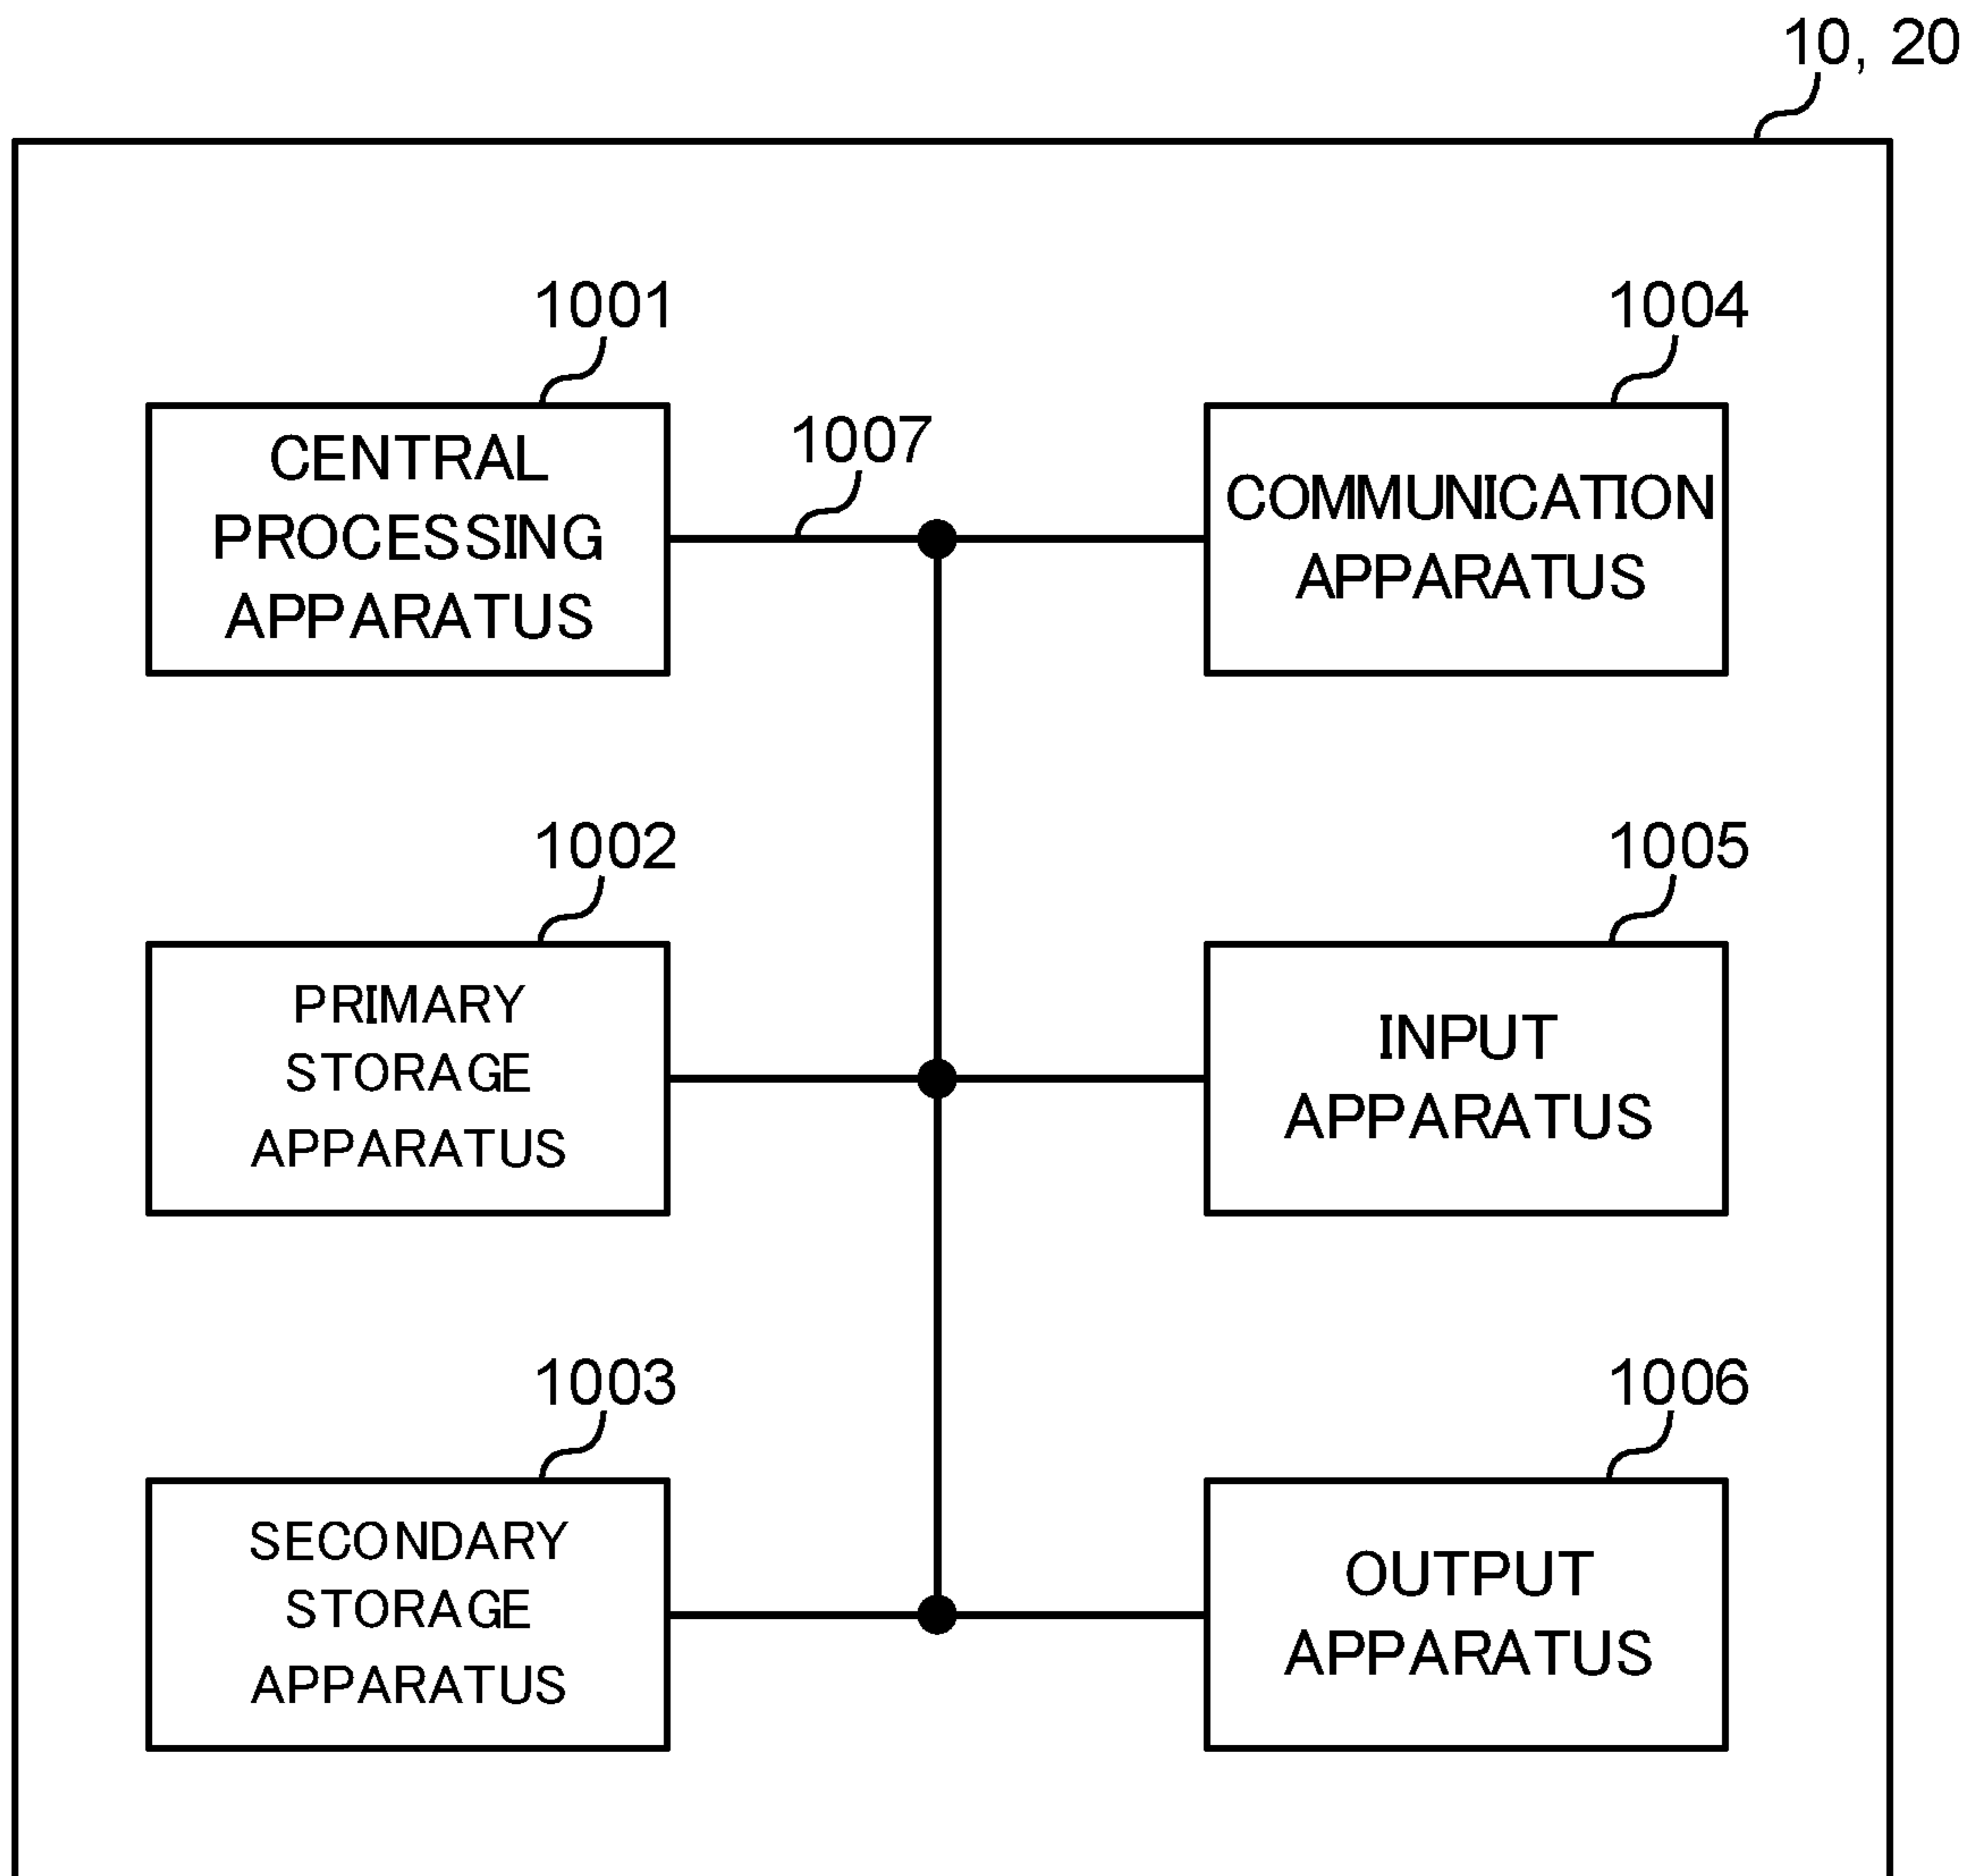 10, 20
1001
CENTRAL
PROCESSING
APPARATUS
1007
1004
COMMUNICATION
APPARATUS
1002
PRIMARY
STORAGE
APPARATUS
1005
INPUT
APPARATUS
1003
SECONDARY
STORAGE
APPARATUS
1006
OUTPUT
APPARATUS